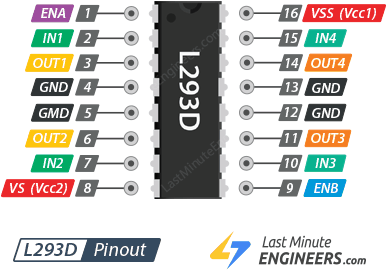 ENA 1 16 VSS (Vcc1)
IN1 2 15 IN4
OUT1 3 14 OUT4
GND 4 13 GND
GMD 5 12 GND
OUT2 6 11 OUT3
IN2 7 10 IN3
VS (Vcc2) 8 9 ENB
L293D
LastMinuteEngineers.com
L293D Pinout
Last Minute
ENGINEERS.com